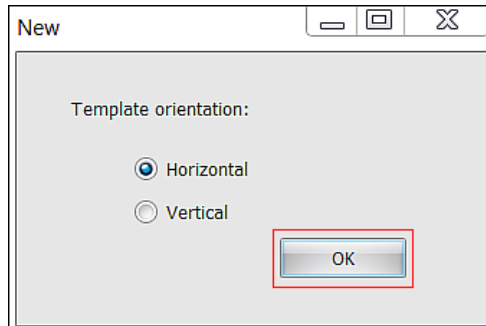 New
Template orientation:
Horizontal
Vertical
OK